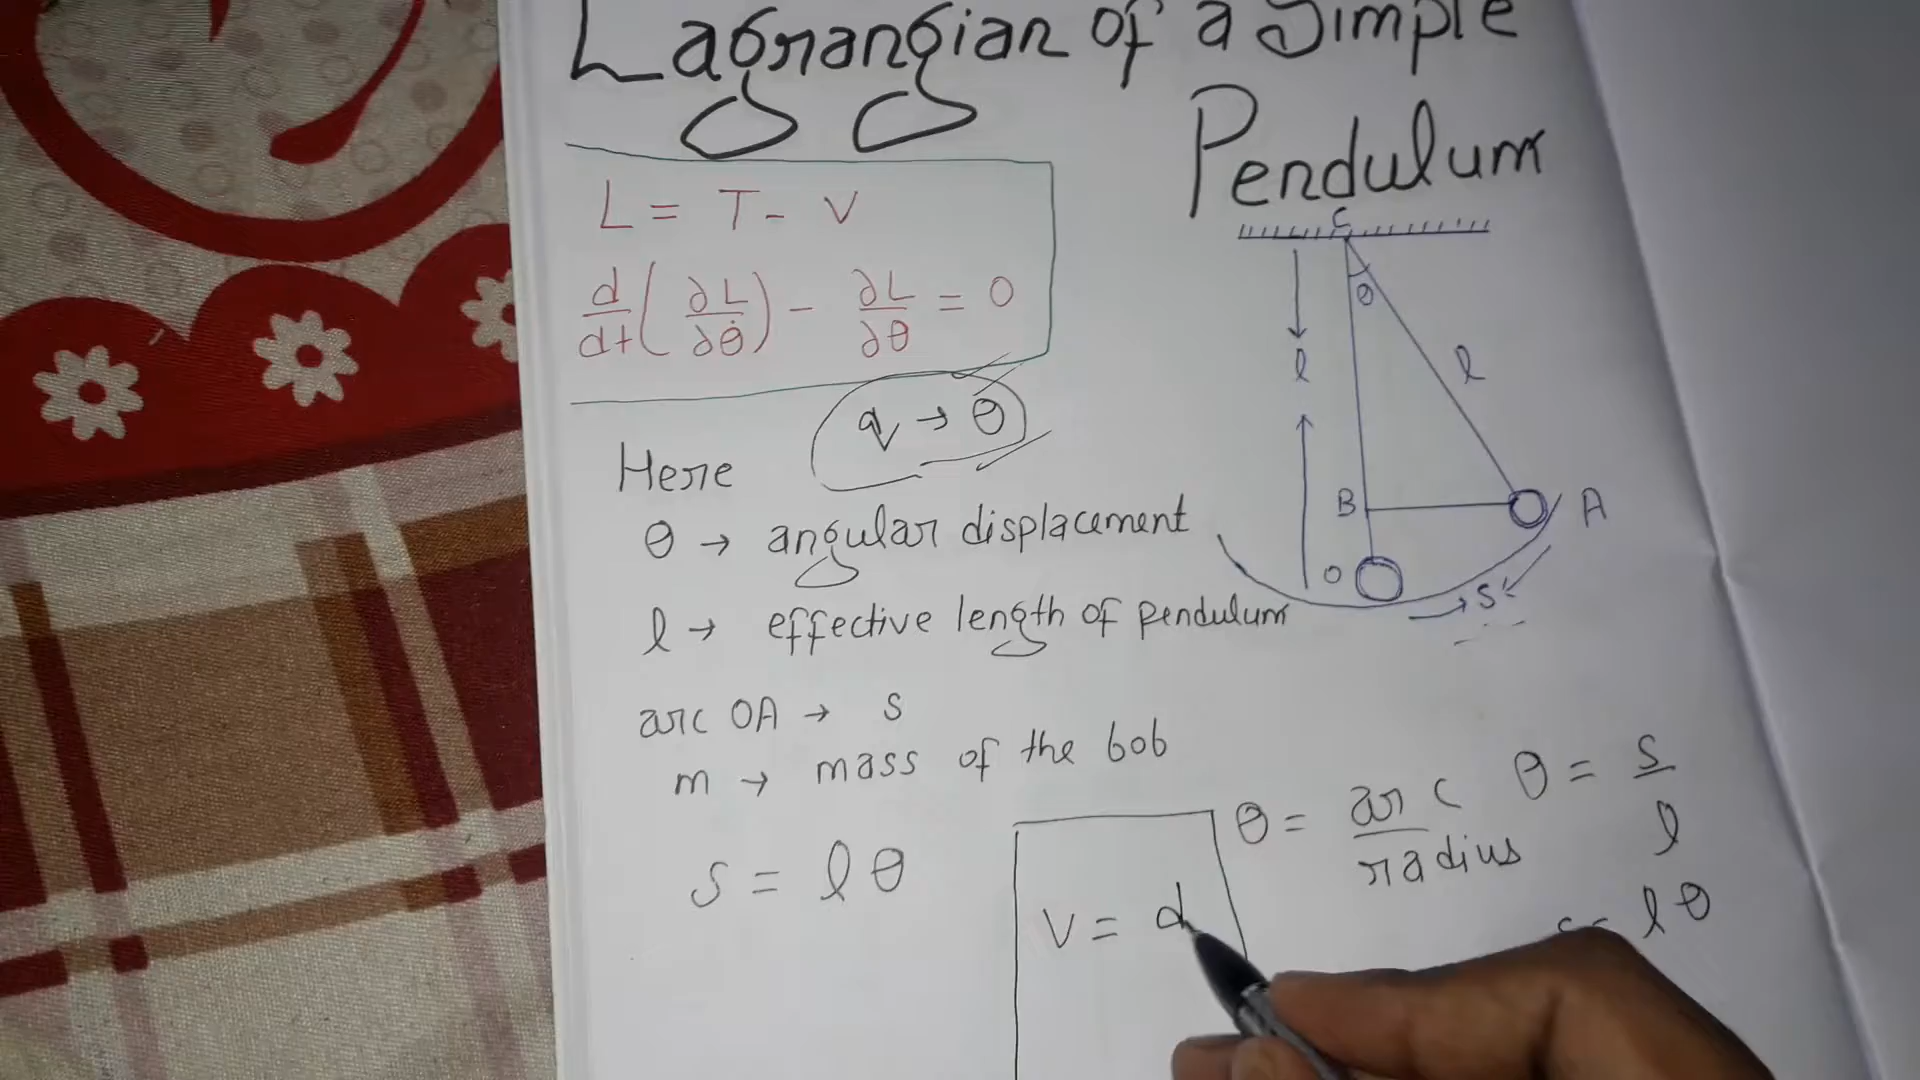 Lagrangian of a Simple
Pendulum
L = T - V
d/dt (∂L/∂θ̇) - ∂L/∂θ = 0
q → θ
Here
θ → angular displacement
l → effective length of pendulum
arc OA → s
m → mass of the bob
s = lθ
C
θ
l
l
B
A
O
s
θ = arc/radius
θ = s/l
s = lθ
v = d